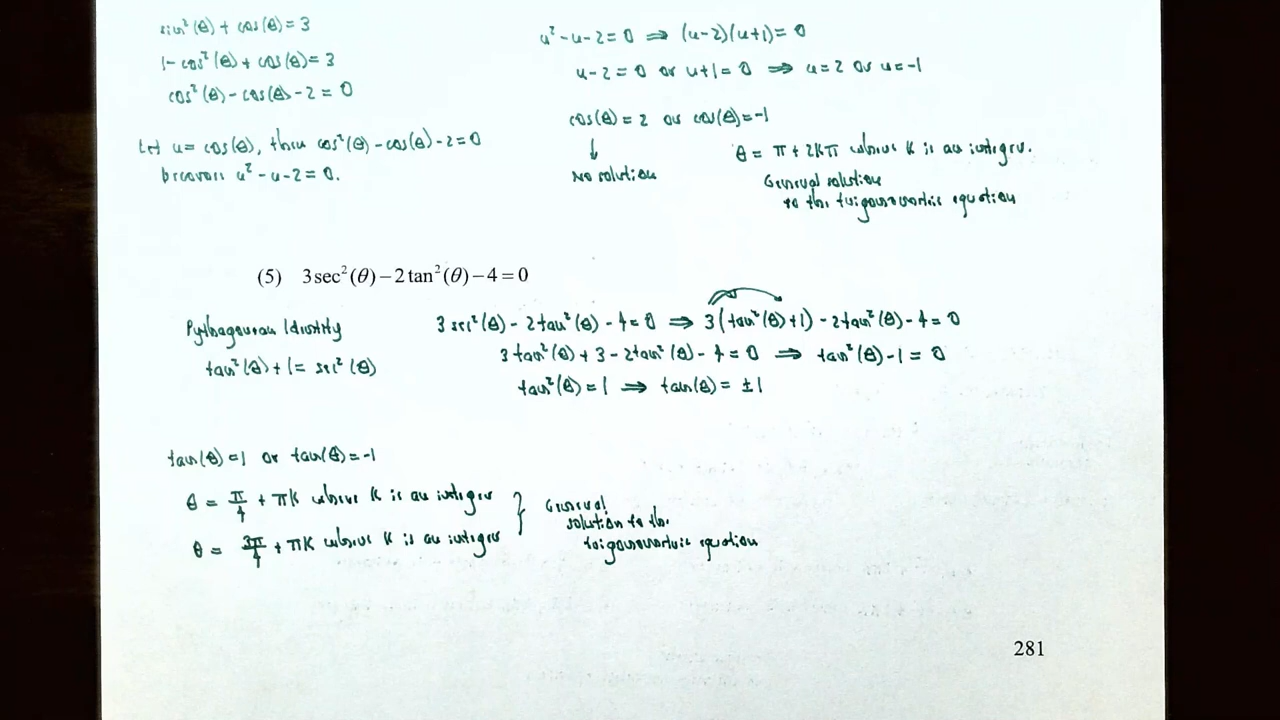 sin²(θ) + cos(θ) = 3
1 - cos²(θ) + cos(θ) = 3
cos²(θ) - cos(θ) - 2 = 0
Let u = cos(θ), then cos²(θ) - cos(θ) - 2 = 0
becomes u² - u - 2 = 0.
u² - u - 2 = 0 ⇒ (u-2)(u+1) = 0
u - 2 = 0 or u + 1 = 0 ⇒ u = 2 or u = -1
cos(θ) = 2 or cos(θ) = -1
↓
No solution
θ = π + 2Kπ where K is an integer.
General solution
to the trigonometric equation
(5) 3sec²(θ) − 2tan²(θ) − 4 = 0
Pythagorean Identity
tan²(θ) + 1 = sec²(θ)
3sec²(θ) - 2tan²(θ) - 4 = 0 ⇒ 3(tan²(θ)+1) - 2tan²(θ) - 4 = 0
3tan²(θ) + 3 - 2tan²(θ) - 4 = 0 ⇒ tan²(θ) - 1 = 0
tan²(θ) = 1 ⇒ tan(θ) = ±1
tan(θ) = 1 or tan(θ) = -1
θ = π/4 + πK where K is an integer
θ = 3π/4 + πK where K is an integer
General
solution to the
trigonometric equation
281